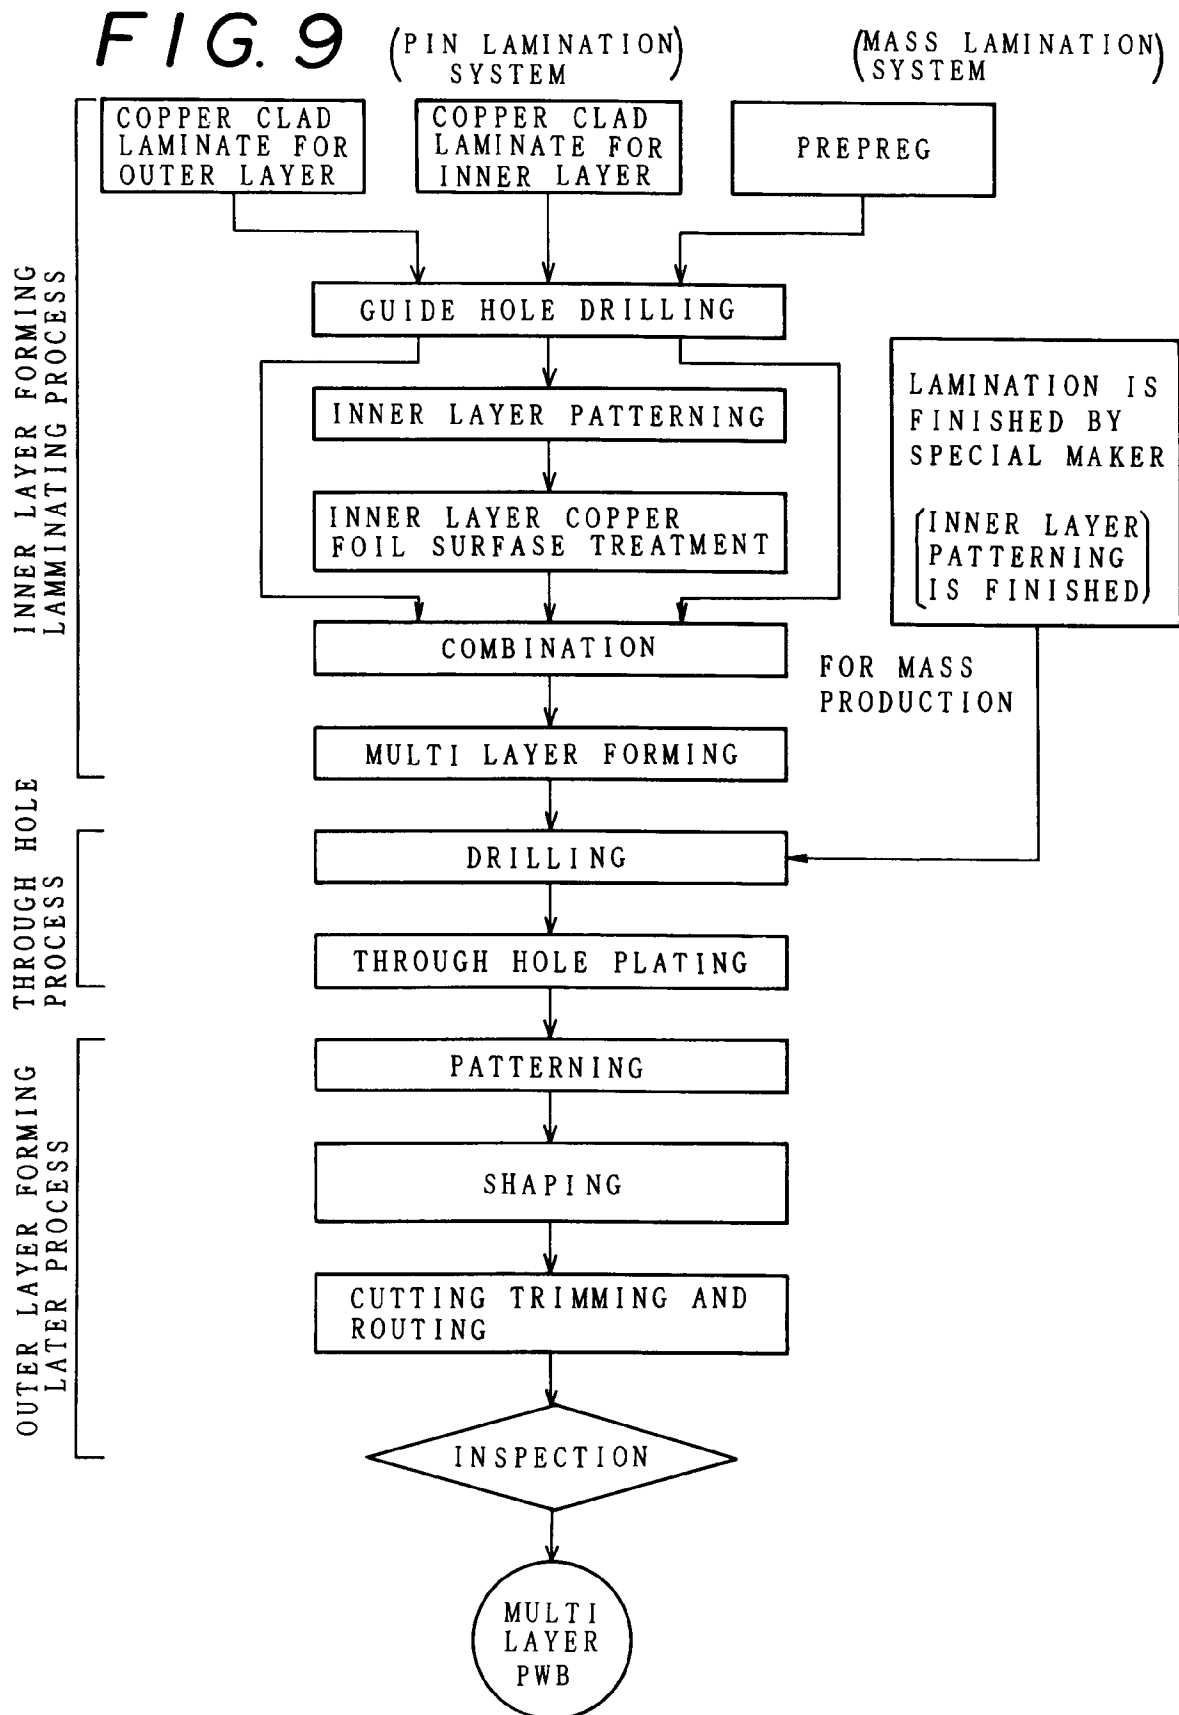 FIG. 9
(PIN LAMINATION
SYSTEM)
(MASS LAMINATION
SYSTEM)
COPPER CLAD
LAMINATE FOR
OUTER LAYER
COPPER CLAD
LAMINATE FOR
INNER LAYER
PREPREG
GUIDE HOLE DRILLING
INNER LAYER PATTERNING
INNER LAYER COPPER
FOIL SURFASE TREATMENT
COMBINATION
MULTI LAYER FORMING
LAMINATION IS
FINISHED BY
SPECIAL MAKER
(INNER LAYER
PATTERNING
IS FINISHED)
FOR MASS
PRODUCTION
INNER LAYER FORMING
LAMMINATING PROCESS
DRILLING
THROUGH HOLE PLATING
THROUGH HOLE
PROCESS
PATTERNING
SHAPING
CUTTING TRIMMING AND
ROUTING
INSPECTION
OUTER LAYER FORMING
LATER PROCESS
MULTI
LAYER
PWB